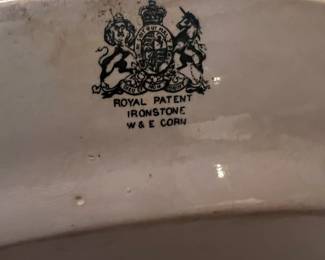 ROYAL PATENT
IRONSTONE
W & E CORN